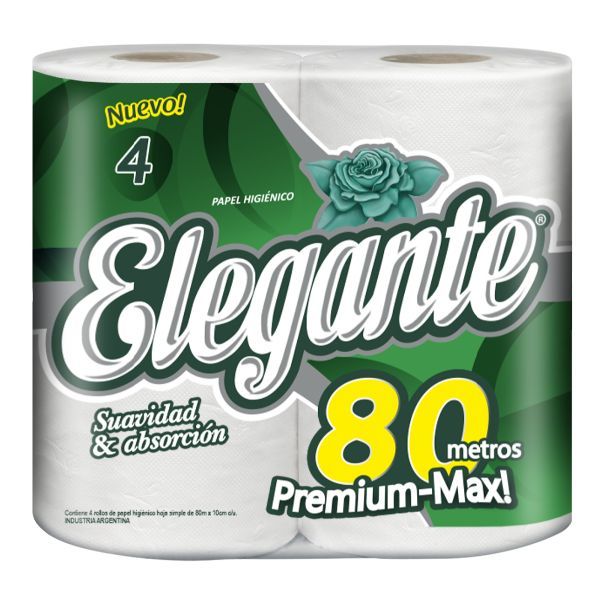 Nuevo!
4
PAPEL HIGIÉNICO
Elegante®
Suavidad
& absorción
80
metros
Premium-Max!
Contiene 4 rollos de papel higiénico hoja simple de 80m x 10cm c/u.
INDUSTRIA ARGENTINA